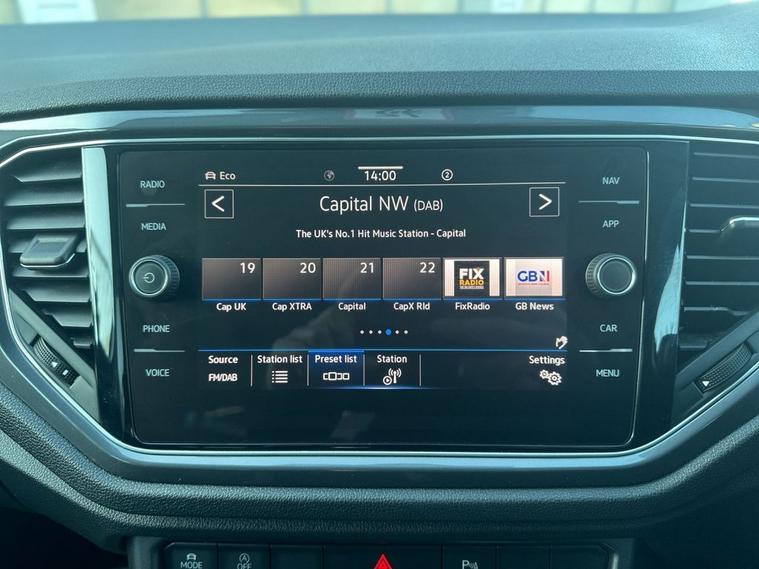 RADIO
MEDIA
PHONE
VOICE
Eco
14:00
2
Capital NW (DAB)
The UK's No.1 Hit Music Station - Capital
19 20 21 22 FIX RADIO GBN
Cap UK Cap XTRA Capital CapX Rld FixRadio GB News
Source Station list Preset list Station Settings
FM/DAB
NAV
APP
CAR
MENU
MODE
OFF
P